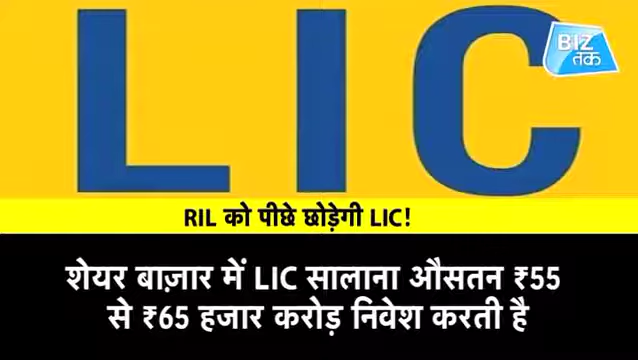 LIC
BIZ
तक
RIL को पीछे छोड़ेगी LIC!
शेयर बाज़ार में LIC सालाना औसतन ₹55
से ₹65 हजार करोड़ निवेश करती है